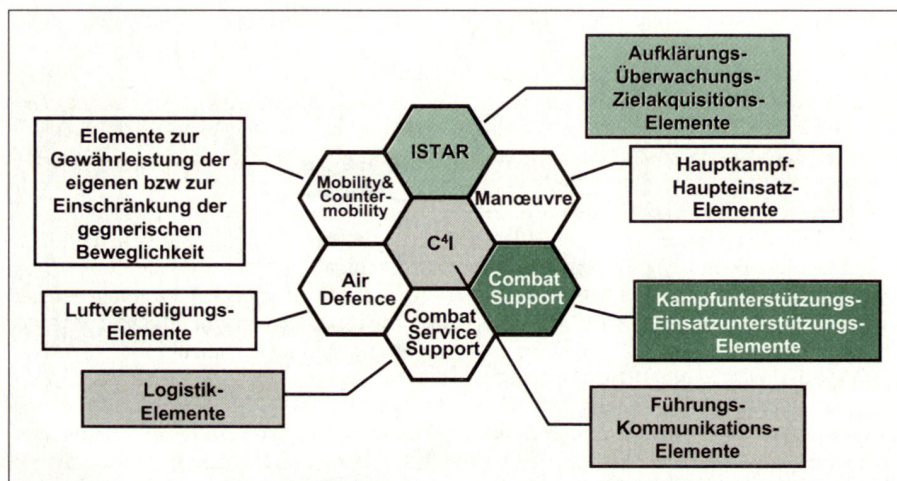 Aufklärungs-
Überwachungs-
Zielakquisitions-
Elemente
Elemente zur
Gewährleistung der
eigenen bzw zur
Einschränkung der
gegnerischen
Beweglichkeit
ISTAR
Hauptkampf-
Haupteinsatz-
Elemente
Mobility&
Counter-
mobility
Manœuvre
C⁴I
Air
Defence
Combat
Support
Luftverteidigungs-
Elemente
Combat
Service
Support
Kampfunterstützungs-
Einsatzunterstützungs-
Elemente
Logistik-
Elemente
Führungs-
Kommunikations-
Elemente